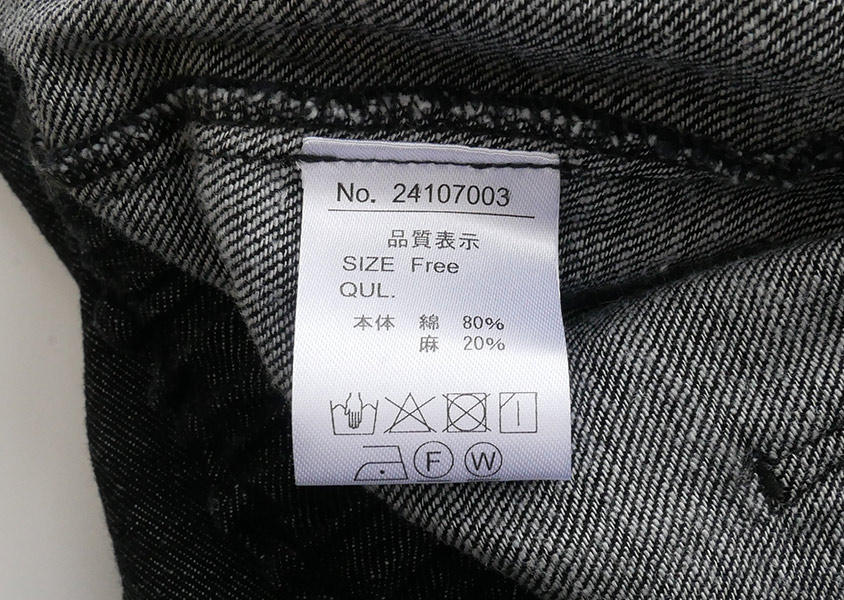 No. 24107003
品質表示
SIZE Free
QUL.
本体 綿 80%
麻 20%
F W